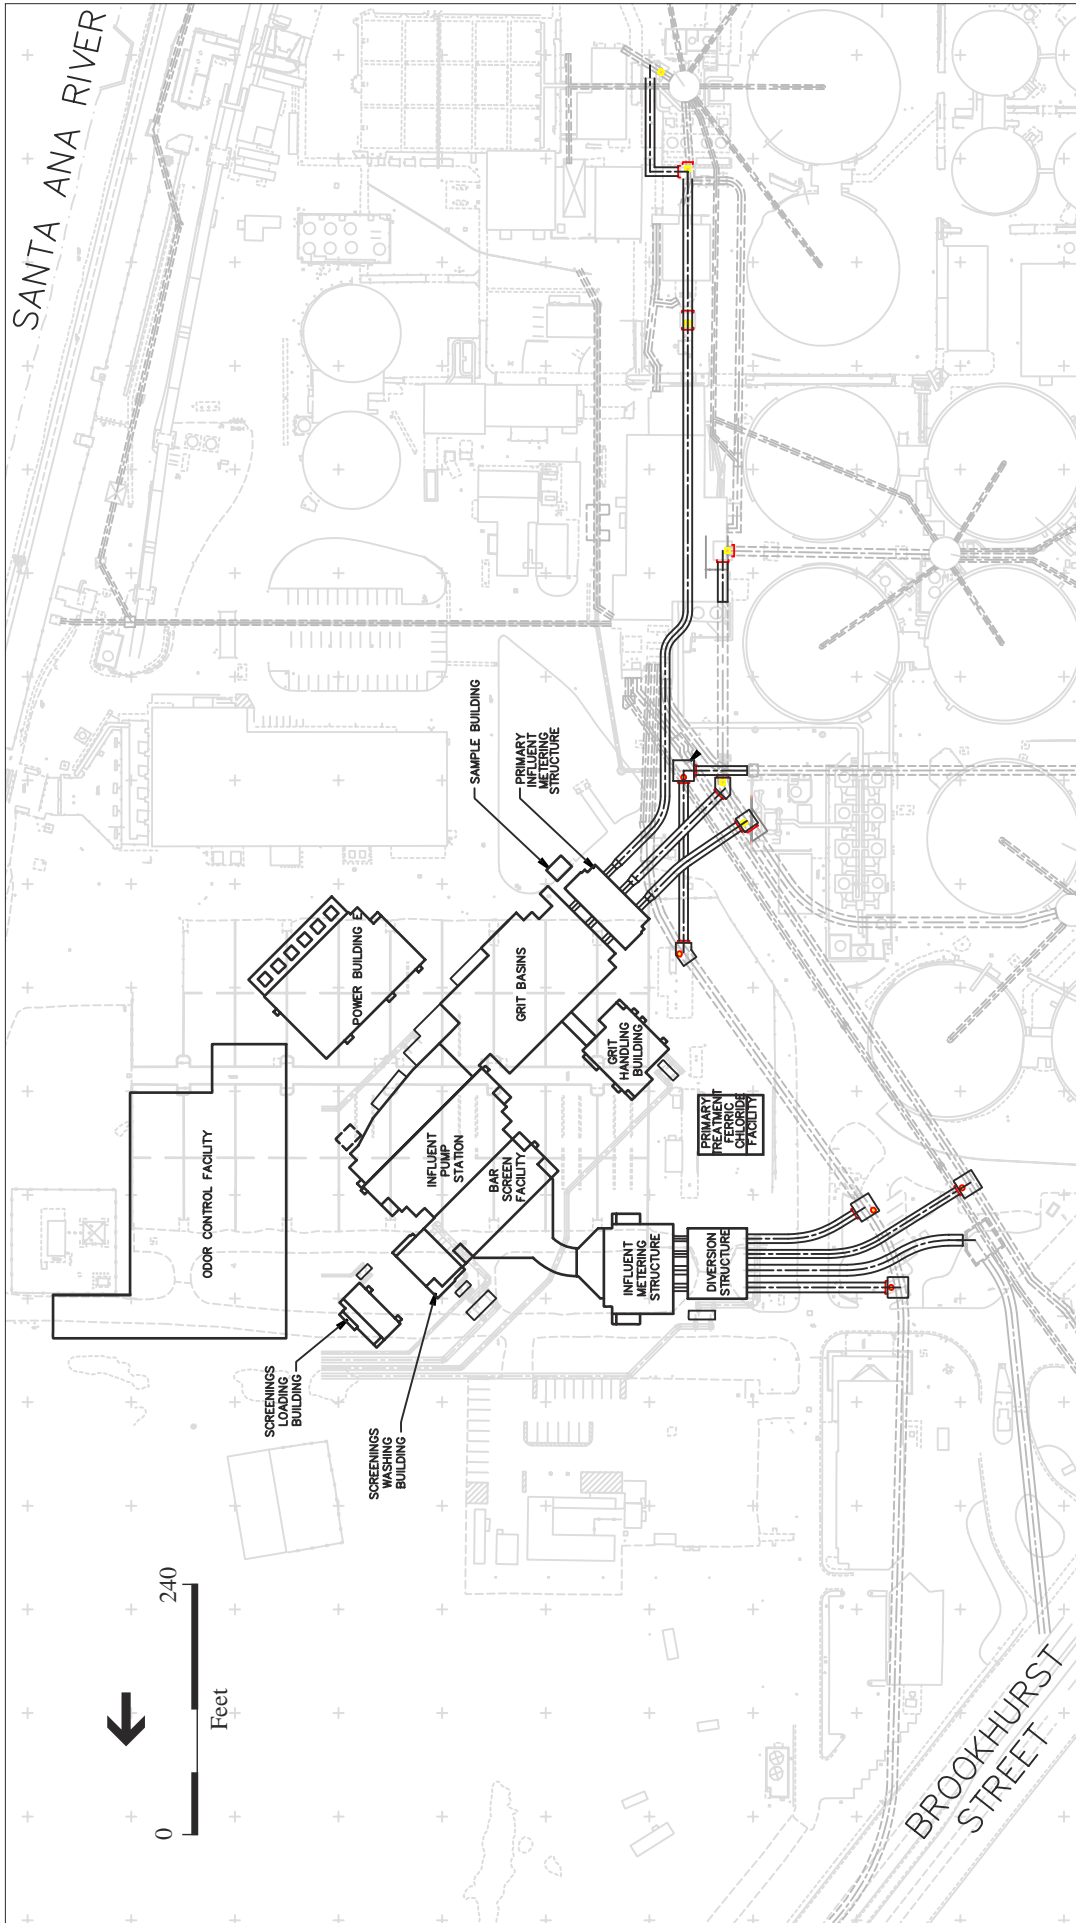 SANTA ANA RIVER
SAMPLE BUILDING
PRIMARY
INFLUENT
METERING
STRUCTURE
POWER BUILDING E
GRIT BASINS
GRIT
HANDLING
BUILDING
ODOR CONTROL FACILITY
INFLUENT
PUMP
STATION
BAR
SCREEN
FACILITY
PRIMARY
TREATMENT
FERRIC
CHLORIDE
FACILITY
INFLUENT
METERING
STRUCTURE
DIVERSION
STRUCTURE
SCREENINGS
LOADING
BUILDING
SCREENINGS
WASHING
BUILDING
0
240
Feet
BROOKHURST
STREET